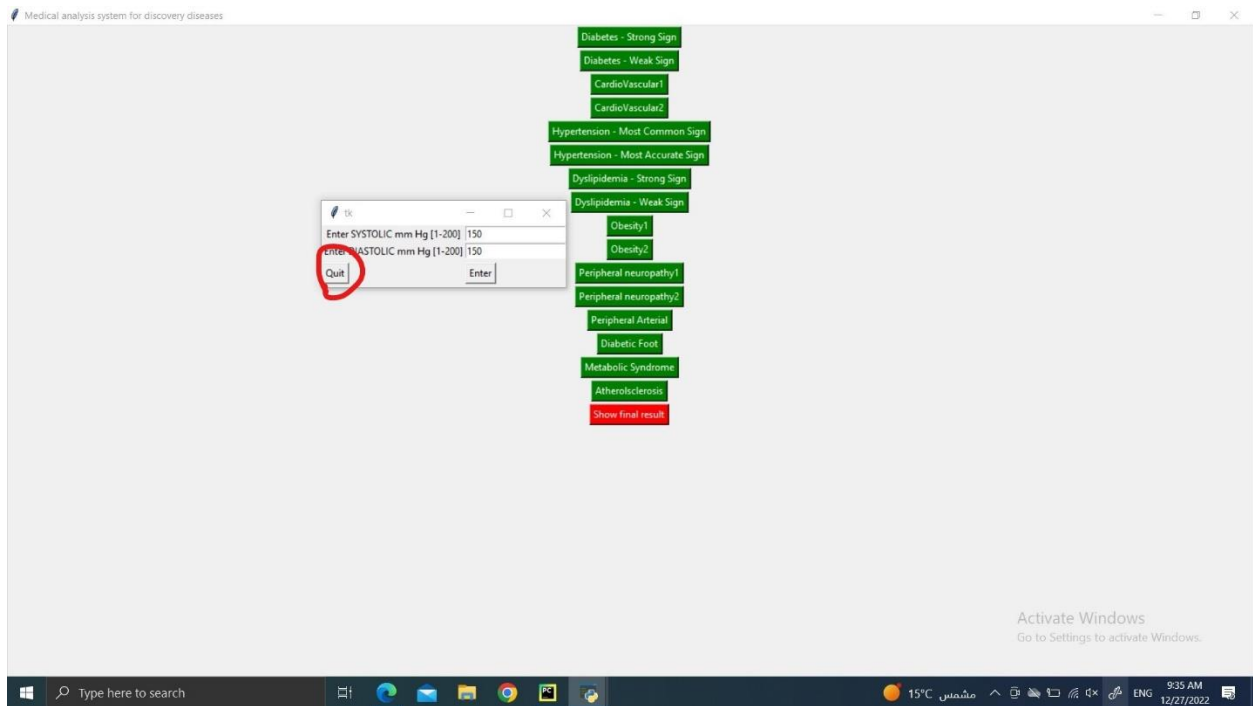 Medical analysis system for discovery diseases
Diabetes - Strong Sign
Diabetes - Weak Sign
CardioVascular1
CardioVascular2
Hypertension - Most Common Sign
Hypertension - Most Accurate Sign
Dyslipidemia - Strong Sign
Dyslipidemia - Weak Sign
tk
Enter SYSTOLIC mm Hg [1-200] 150
Enter DIASTOLIC mm Hg [1-200] 150
Quit Enter
Obesity1
Obesity2
Peripheral neuropathy1
Peripheral neuropathy2
Peripheral Arterial
Diabetic Foot
Metabolic Syndrome
Atherolsclerosis
Show final result
Activate Windows
Go to Settings to activate Windows.
Type here to search
PC
15°C مشمس
ENG
9:35 AM
12/27/2022